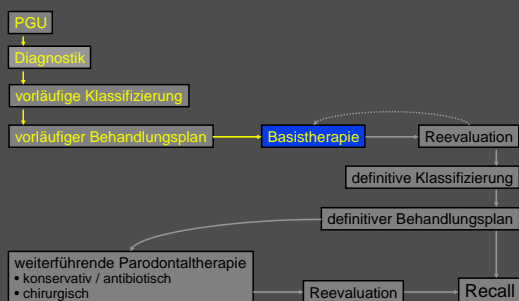 PGU
Diagnostik
vorläufige Klassifizierung
vorläufiger Behandlungsplan
Basistherapie
Reevaluation
definitive Klassifizierung
definitiver Behandlungsplan
weiterführende Parodontaltherapie
• konservativ / antibiotisch
• chirurgisch
Reevaluation
Recall